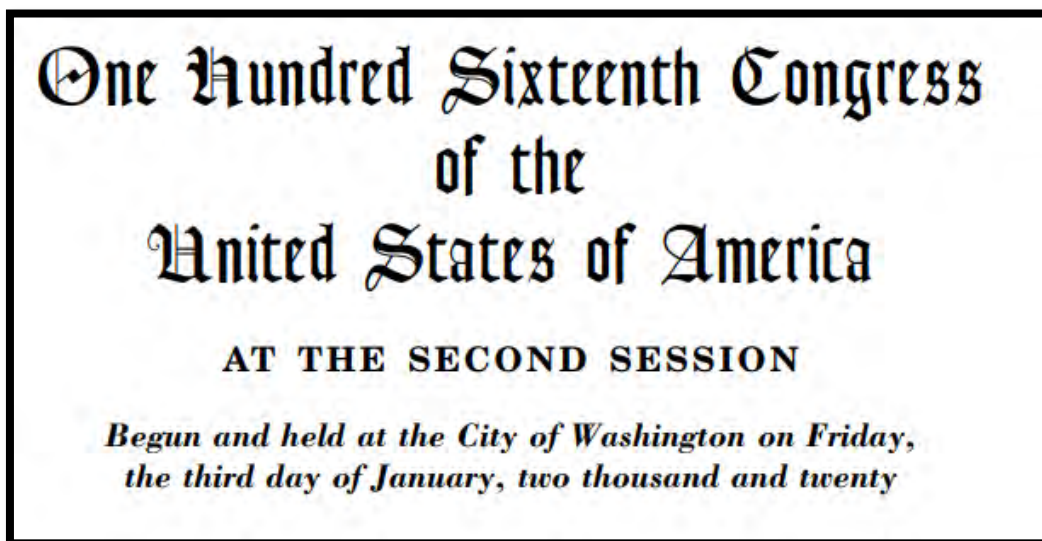 One Hundred Sixteenth Congress
of the
United States of America
AT THE SECOND SESSION
Begun and held at the City of Washington on Friday,
the third day of January, two thousand and twenty